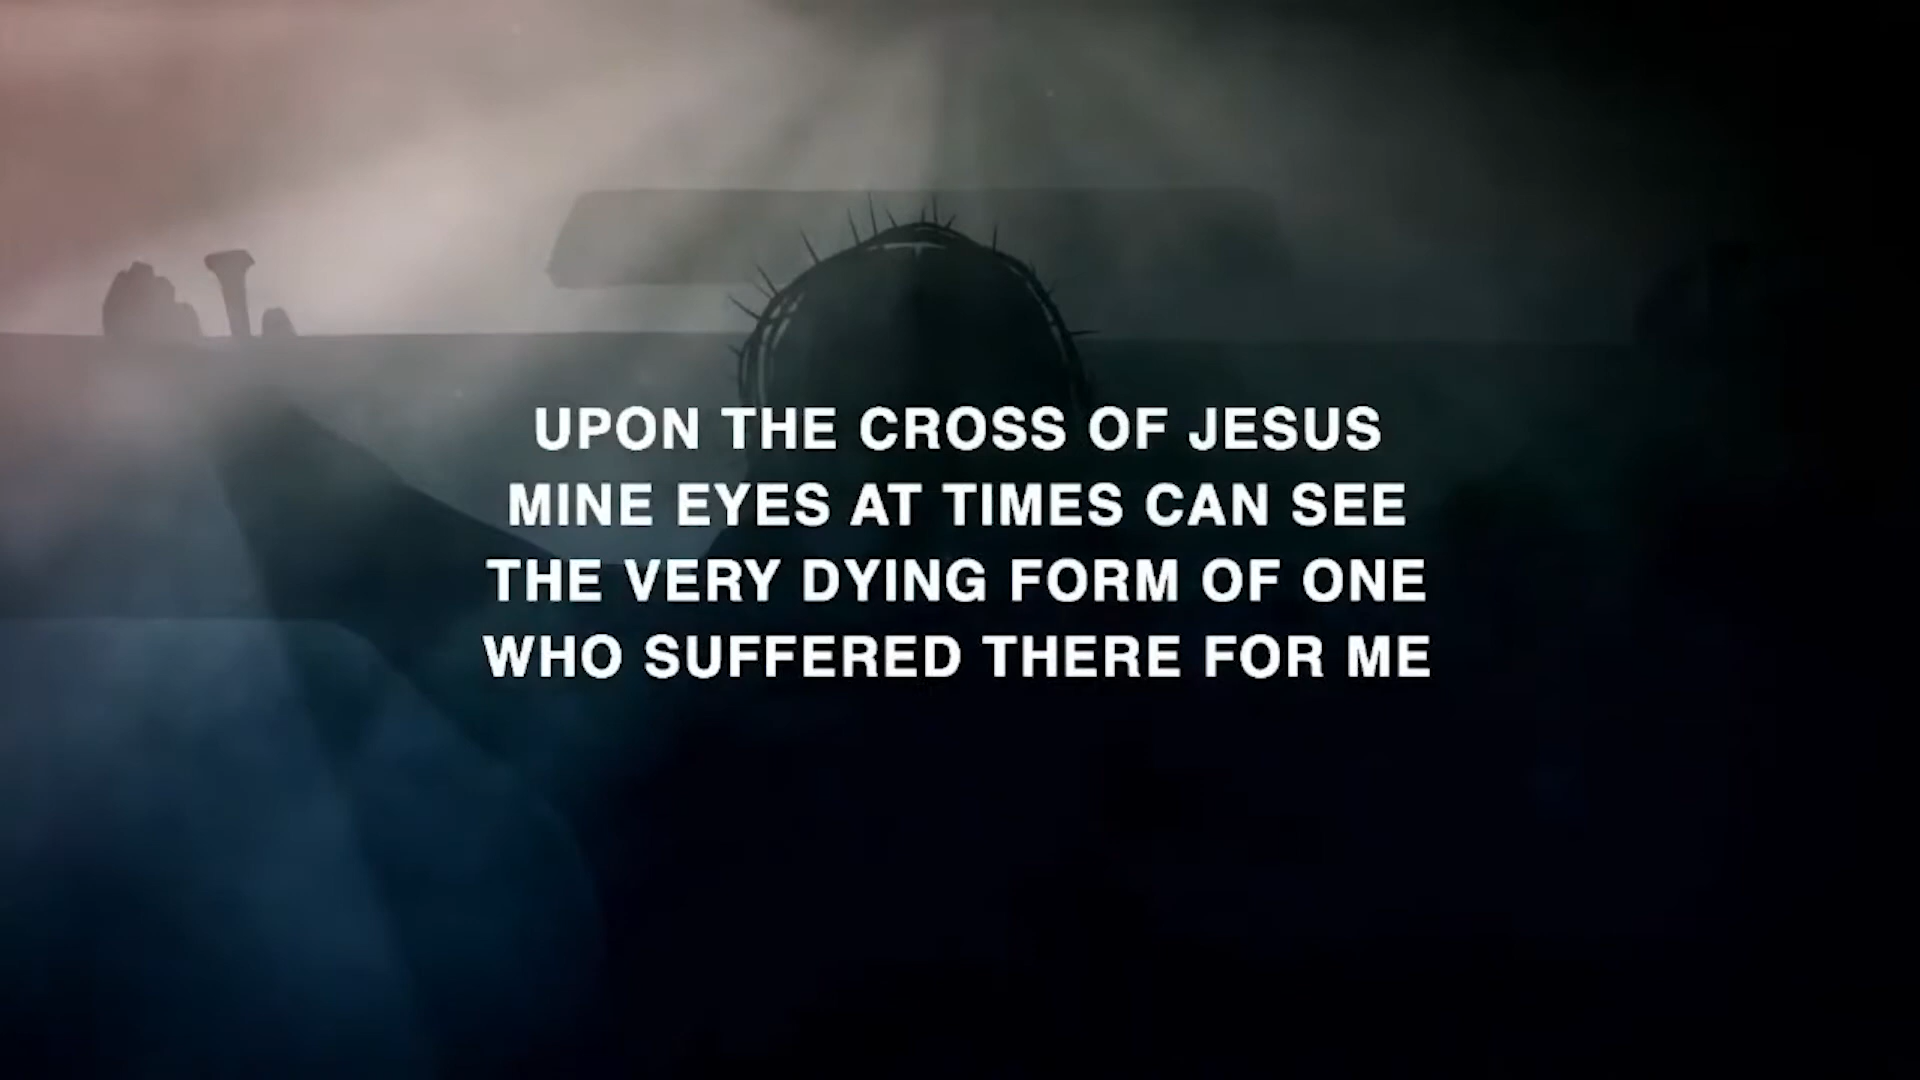 UPON THE CROSS OF JESUS
MINE EYES AT TIMES CAN SEE
THE VERY DYING FORM OF ONE
WHO SUFFERED THERE FOR ME